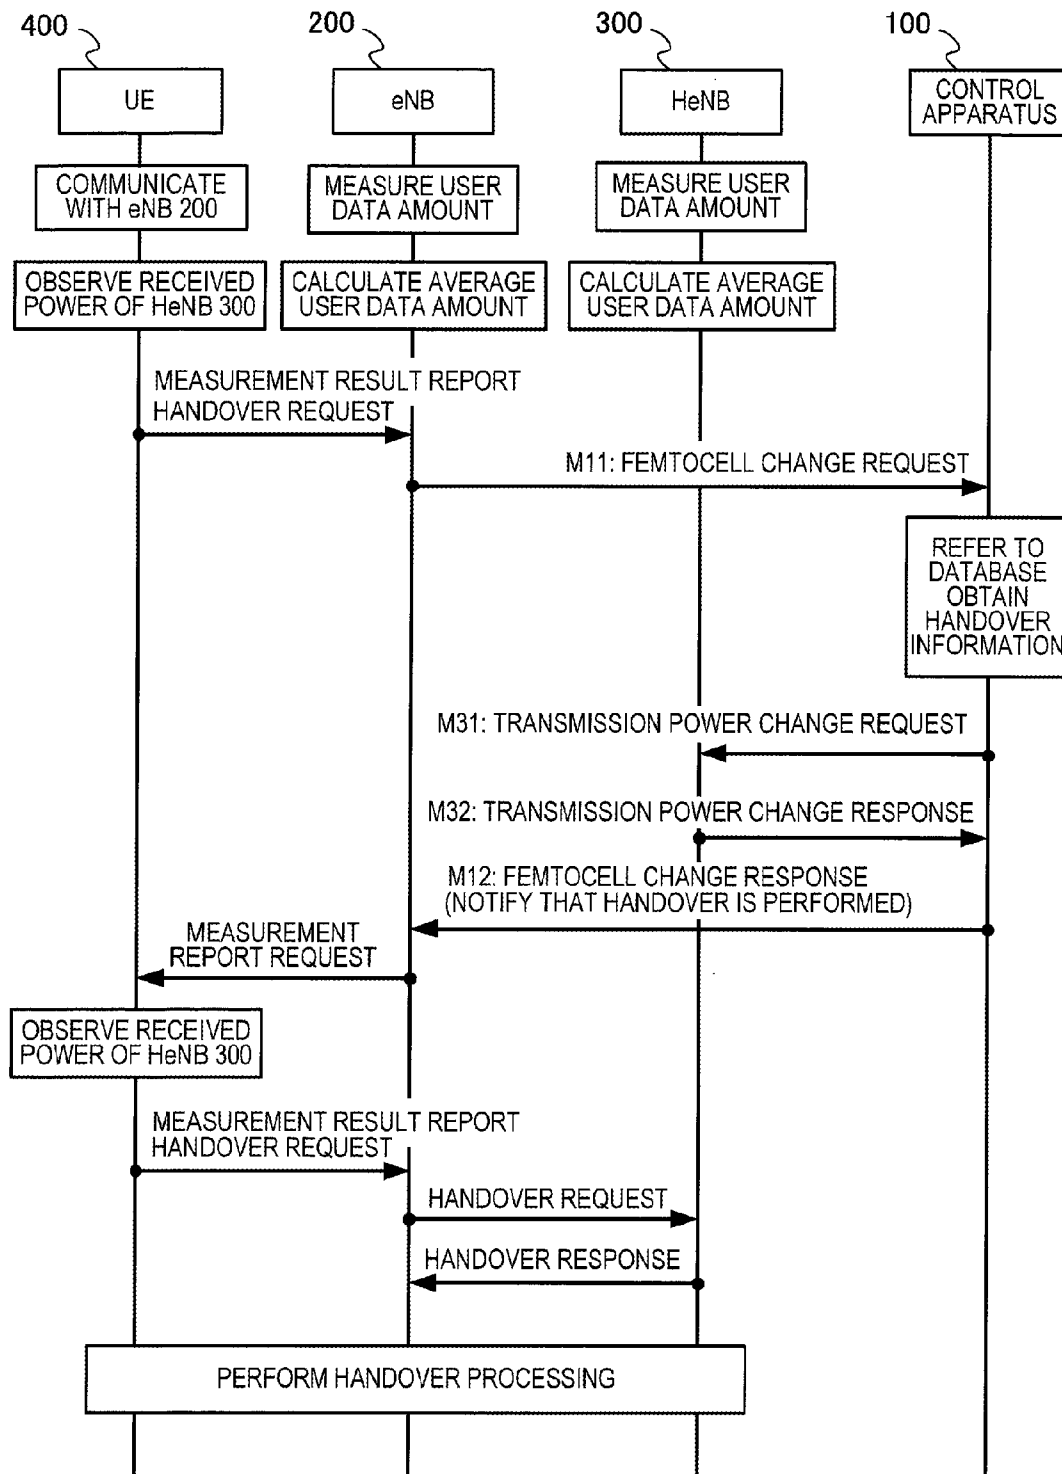 400
200
300
100
UE
eNB
HeNB
CONTROL
APPARATUS
COMMUNICATE
WITH eNB 200
MEASURE USER
DATA AMOUNT
MEASURE USER
DATA AMOUNT
OBSERVE RECEIVED
POWER OF HeNB 300
CALCULATE AVERAGE
USER DATA AMOUNT
CALCULATE AVERAGE
USER DATA AMOUNT
MEASUREMENT RESULT REPORT
HANDOVER REQUEST
M11: FEMTOCELL CHANGE REQUEST
REFER TO
DATABASE
OBTAIN
HANDOVER
INFORMATION
M31: TRANSMISSION POWER CHANGE REQUEST
M32: TRANSMISSION POWER CHANGE RESPONSE
M12: FEMTOCELL CHANGE RESPONSE
(NOTIFY THAT HANDOVER IS PERFORMED)
MEASUREMENT
REPORT REQUEST
OBSERVE RECEIVED
POWER OF HeNB 300
MEASUREMENT RESULT REPORT
HANDOVER REQUEST
HANDOVER REQUEST
HANDOVER RESPONSE
PERFORM HANDOVER PROCESSING